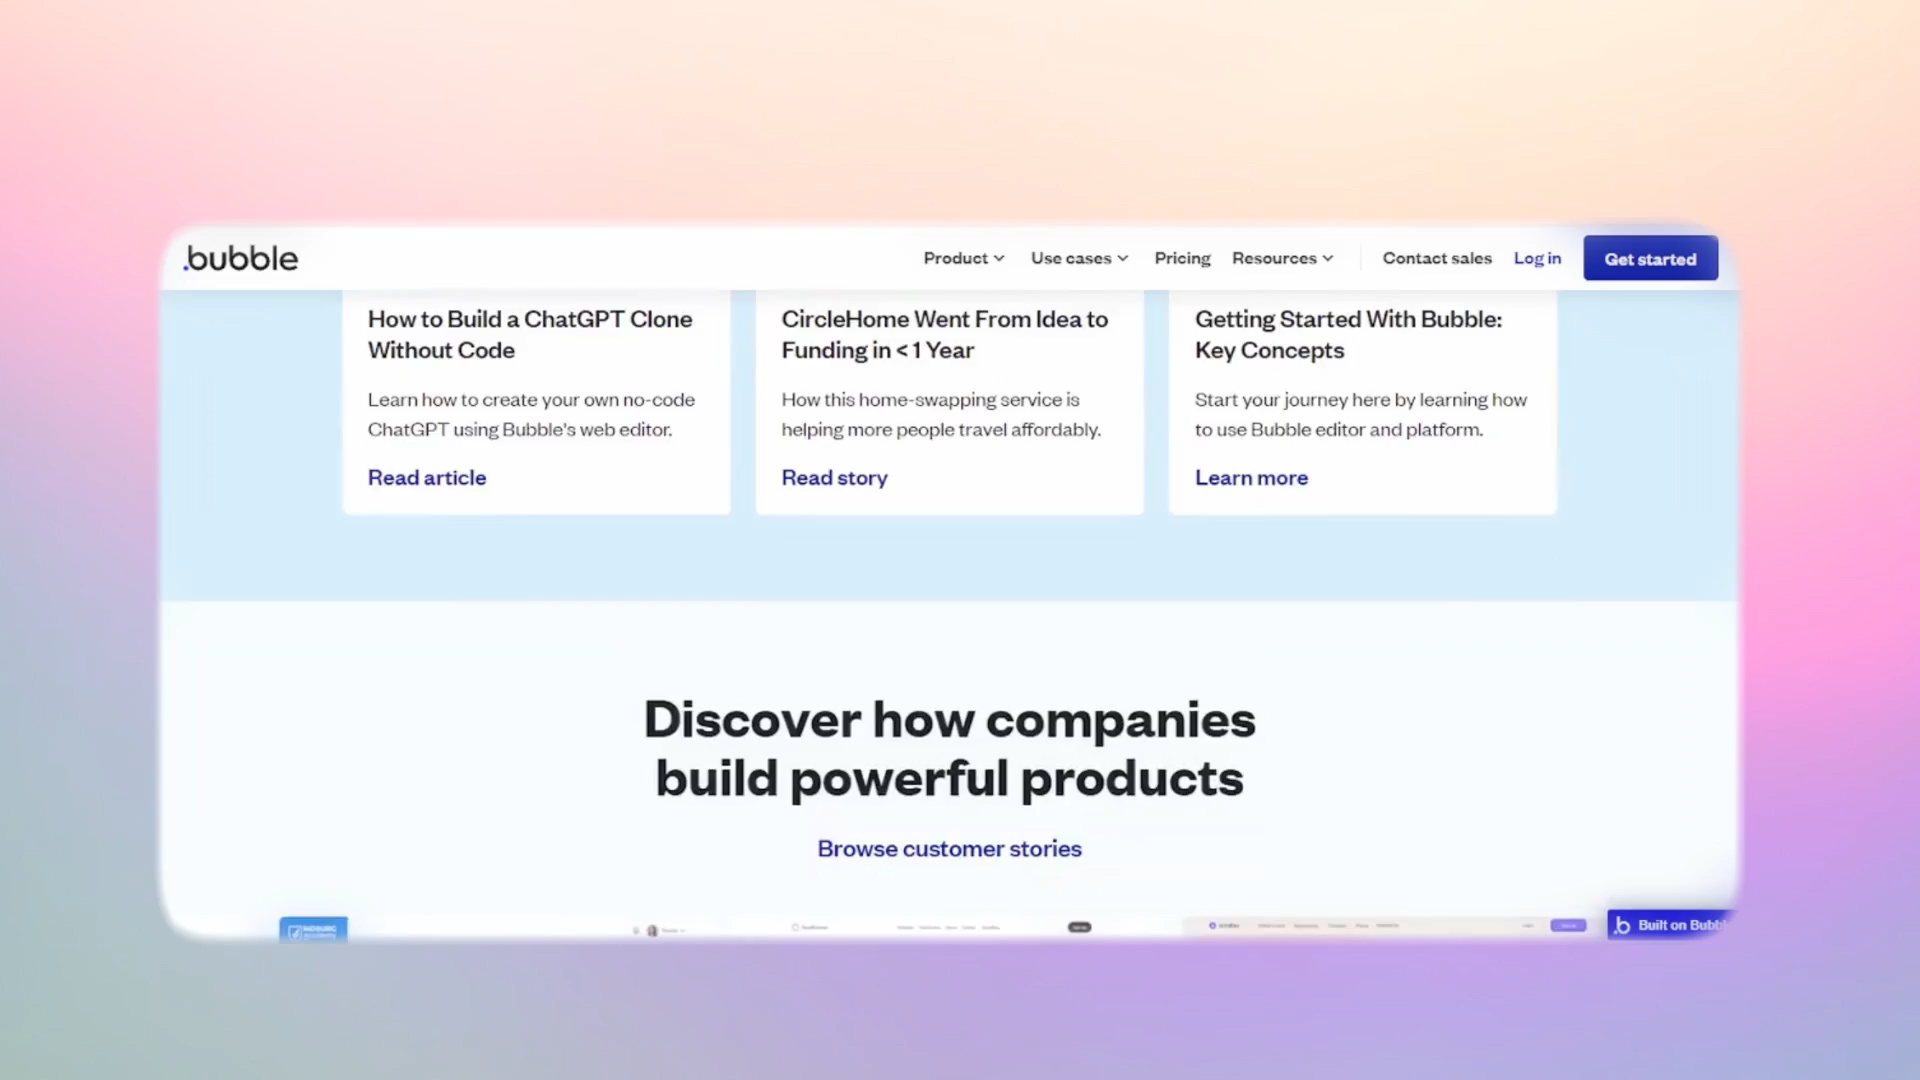 .bubble
Product
Use cases
Pricing
Resources
Contact sales
Log in
Get started
How to Build a ChatGPT Clone
Without Code
Learn how to create your own no-code
ChatGPT using Bubble's web editor.
Read article
CircleHome Went From Idea to
Funding in < 1 Year
How this home-swapping service is
helping more people travel affordably.
Read story
Getting Started With Bubble:
Key Concepts
Start your journey here by learning how
to use Bubble editor and platform.
Learn more
Discover how companies
build powerful products
Browse customer stories
Built on Bubb